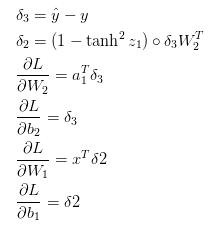 δ₃ = ŷ − y
δ₂ = (1 − tanh² z₁) ∘ δ₃W₂ᵀ
∂L/∂W₂ = a₁ᵀδ₃
∂L/∂b₂ = δ₃
∂L/∂W₁ = xᵀδ2
∂L/∂b₁ = δ2